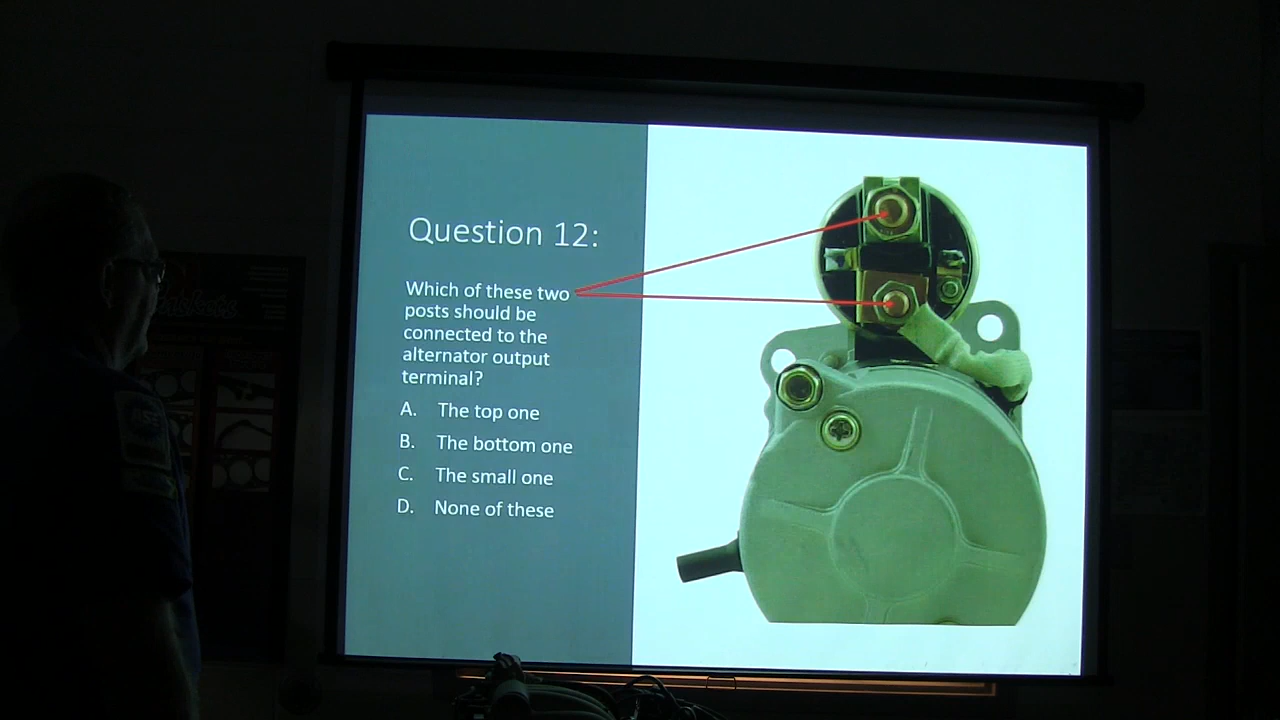 Question 12:
Which of these two
posts should be
connected to the
alternator output
terminal?
A. The top one
B. The bottom one
C. The small one
D. None of these